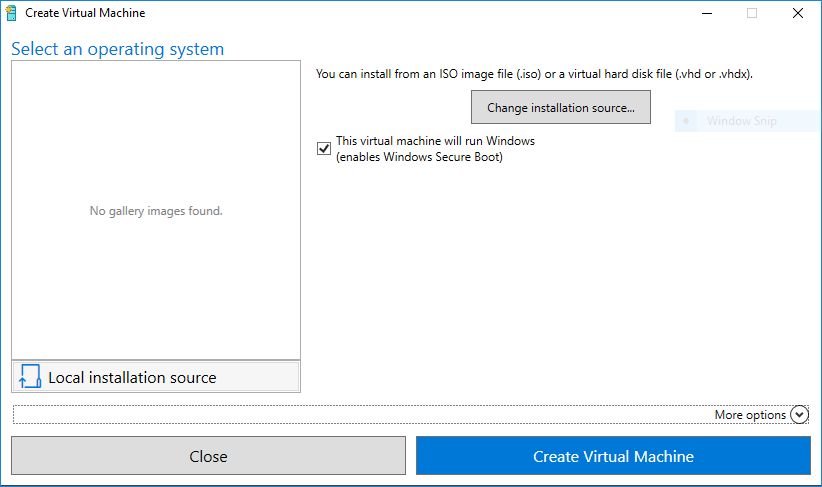 Create Virtual Machine
Select an operating system
You can install from an ISO image file (.iso) or a virtual hard disk file (.vhd or .vhdx).
Change installation source...
Window Snip
This virtual machine will run Windows
(enables Windows Secure Boot)
No gallery images found.
Local installation source
More options
Close
Create Virtual Machine